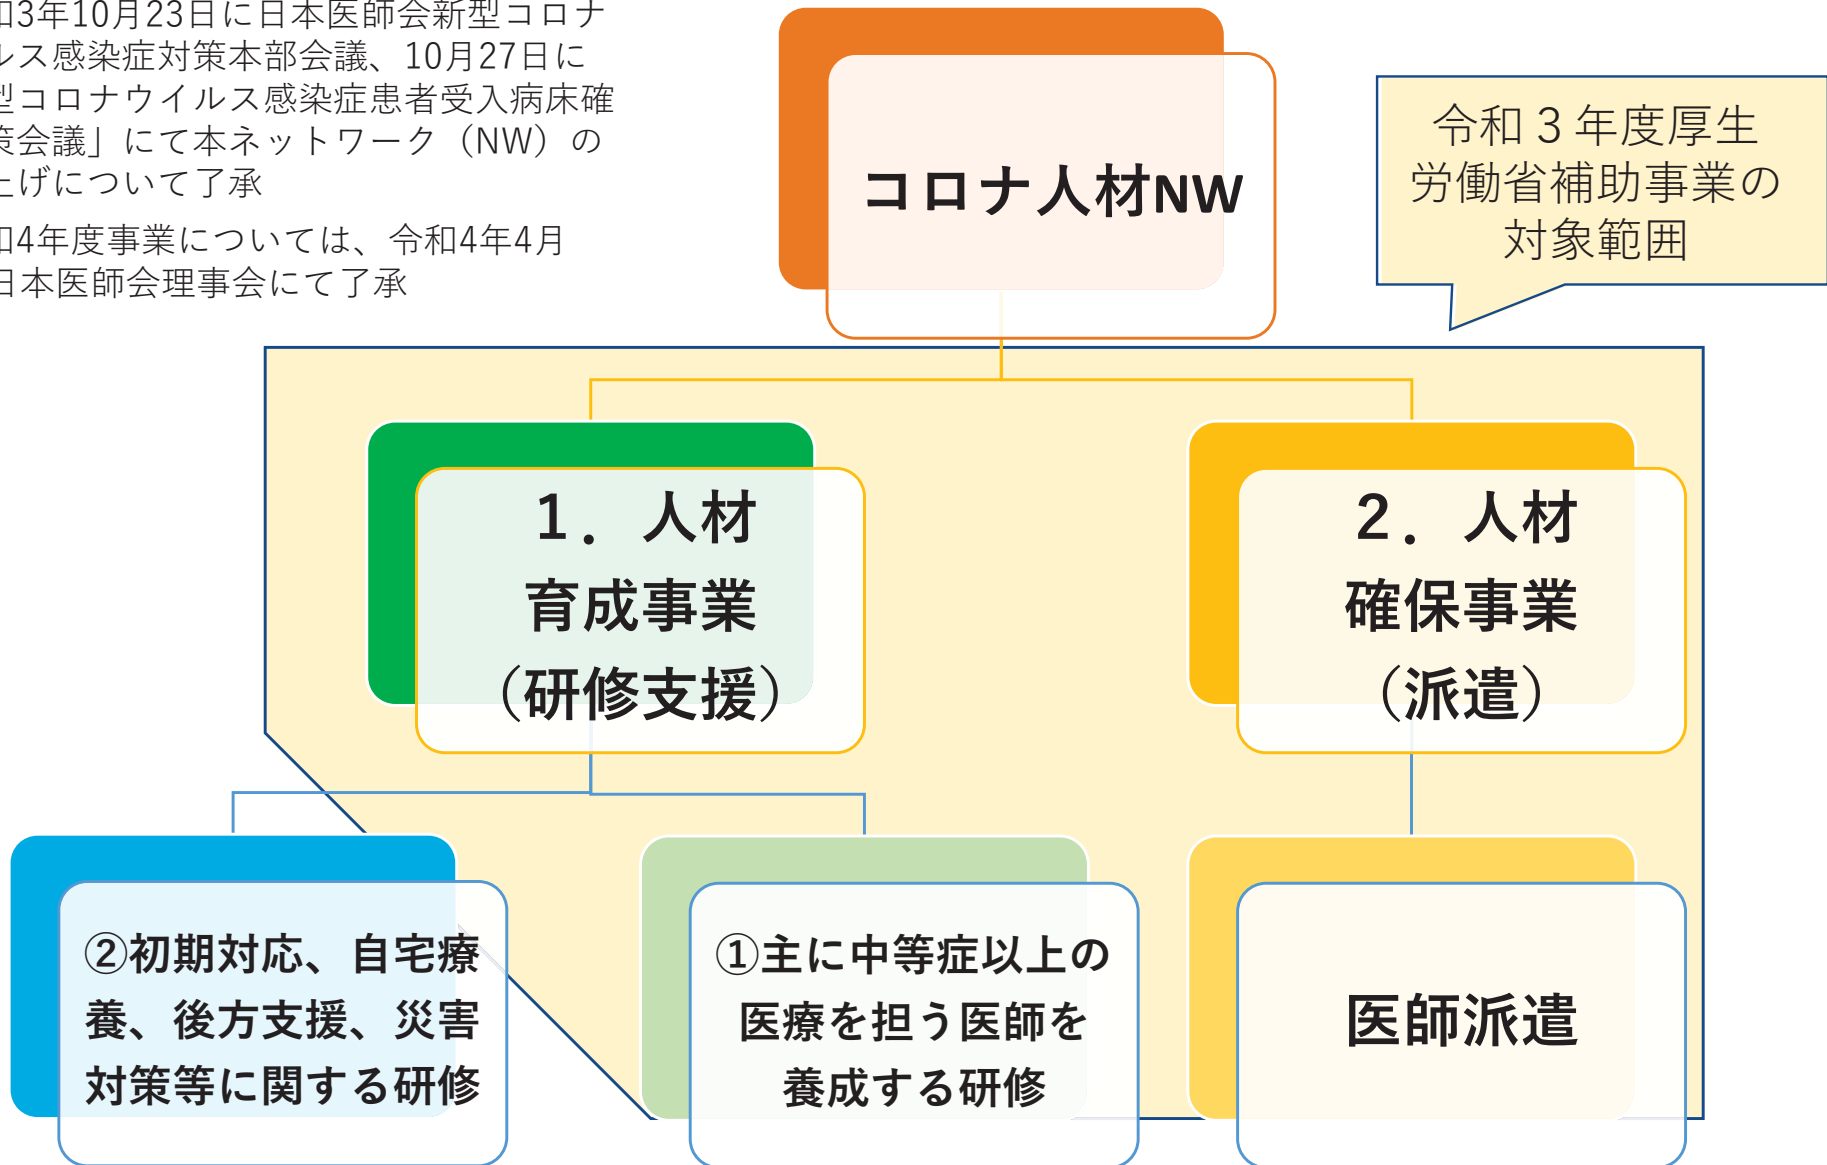 和3年10月23日に日本医師会新型コロナ
ルス感染症対策本部会議、10月27日に
型コロナウイルス感染症患者受入病床確
策会議」にて本ネットワーク（NW）の
上げについて了承
和4年度事業については、令和4年4月
日本医師会理事会にて了承
コロナ人材NW
令和３年度厚生
労働省補助事業の
対象範囲
１．人材
育成事業
（研修支援）
２．人材
確保事業
（派遣）
②初期対応、自宅療
養、後方支援、災害
対策等に関する研修
①主に中等症以上の
医療を担う医師を
養成する研修
医師派遣